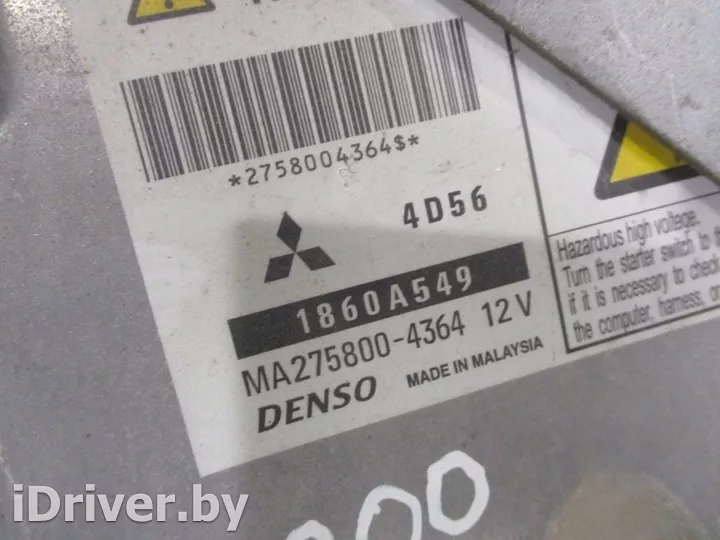 *2758004364$*
4D56
1860A549
MA275800-4364 12V
DENSO MADE IN MALAYSIA
Hazardous high voltage.
Turn the starter switch to
if it is necessary to check
the computer, harness,
00
iDriver.by